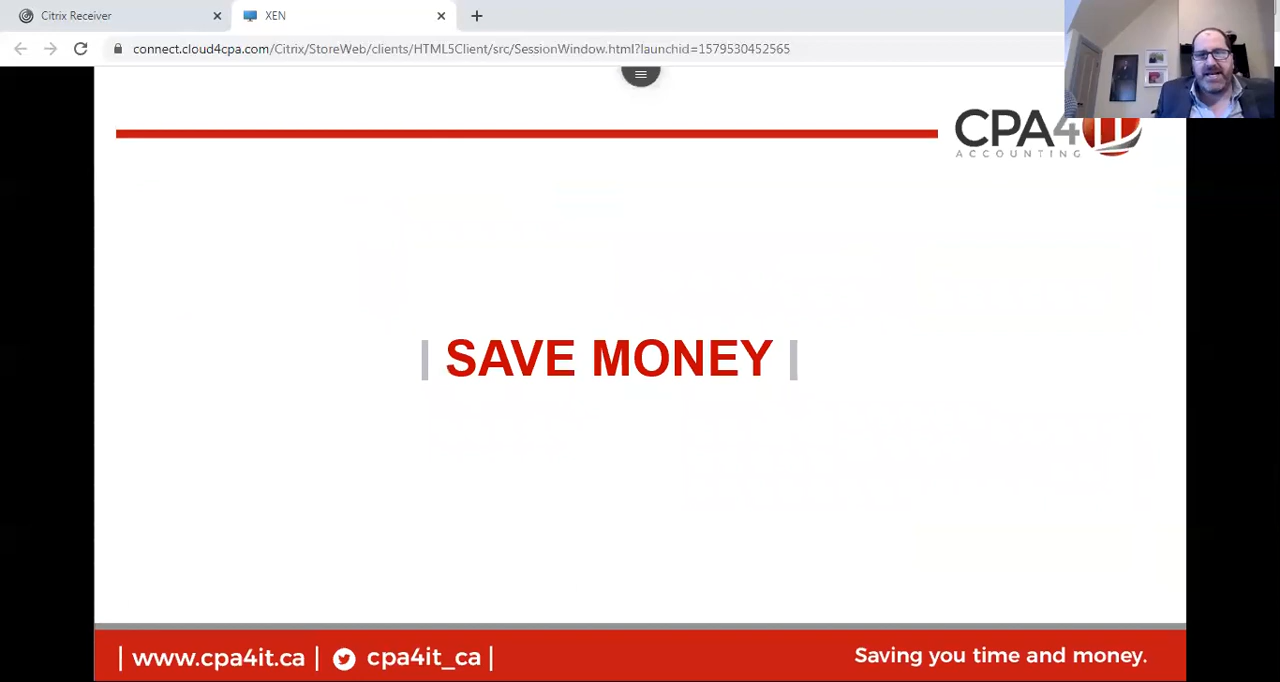 Citrix Receiver
XEN
connect.cloud4cpa.com/Citrix/StoreWeb/clients/HTML5Client/src/SessionWindow.html?launchid=1579530452565
CPA4it
ACCOUNTING
| SAVE MONEY |
| www.cpa4it.ca | cpa4it_ca |
Saving you time and money.